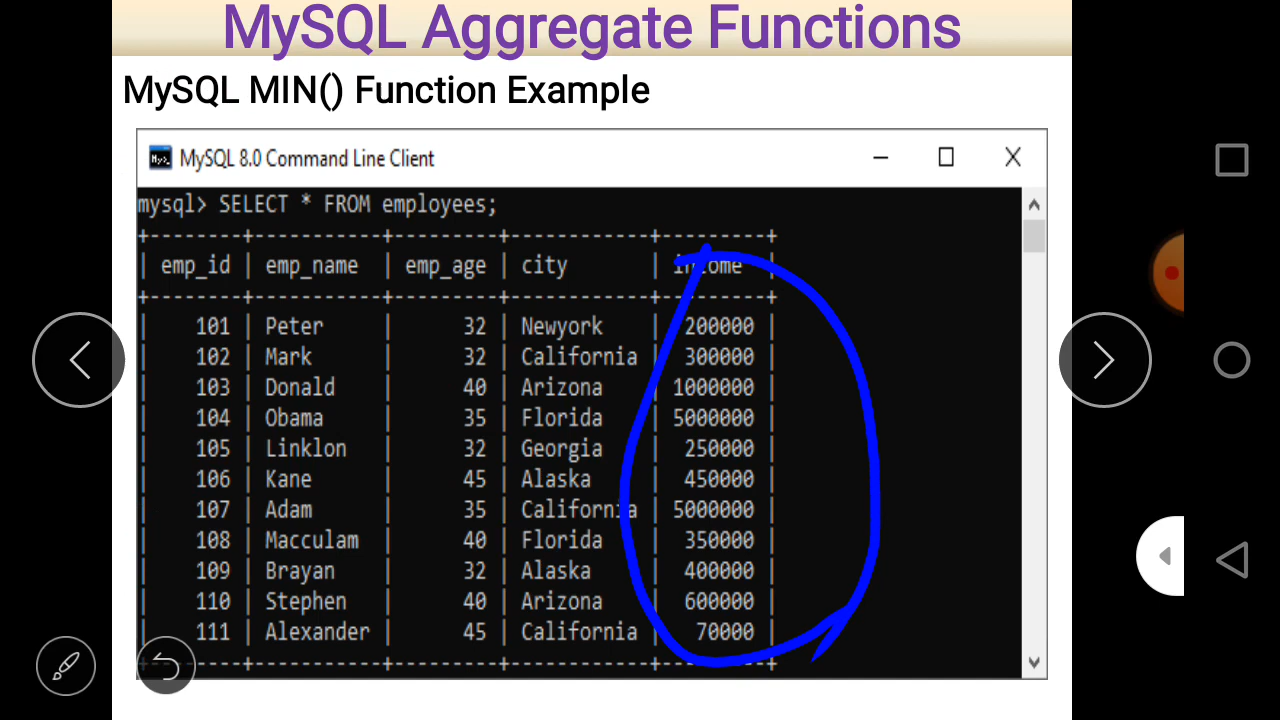 MySQL Aggregate Functions
MySQL MIN() Function Example
MySQL 8.0 Command Line Client
mysql> SELECT * FROM employees;
+--------+-----------+---------+------------+---------+
| emp_id | emp_name | emp_age | city | income |
+--------+-----------+---------+------------+---------+
| 101 | Peter | 32 | Newyork | 200000 |
| 102 | Mark | 32 | California | 300000 |
| 103 | Donald | 40 | Arizona | 1000000 |
| 104 | Obama | 35 | Florida | 5000000 |
| 105 | Linklon | 32 | Georgia | 250000 |
| 106 | Kane | 45 | Alaska | 450000 |
| 107 | Adam | 35 | California | 5000000 |
| 108 | Macculam | 40 | Florida | 350000 |
| 109 | Brayan | 32 | Alaska | 400000 |
| 110 | Stephen | 40 | Arizona | 600000 |
| 111 | Alexander | 45 | California | 70000 |
+--------+-----------+---------+------------+---------+